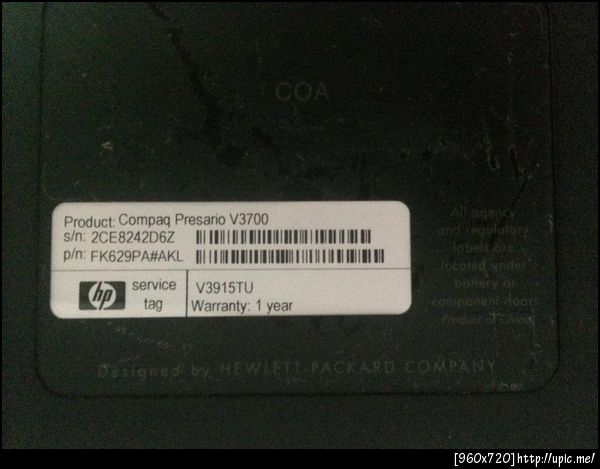 COA
Product: Compaq Presario V3700
s/n: 2CE8242D6Z
p/n: FK629PA#AKL
hp
service
tag
V3915TU
Warranty: 1 year
All agency
and regulatory
labels are
located under
battery or
component doors
Product of China
Designed by HEWLETT PACKARD COMPANY
[960x720]http://upic.me/